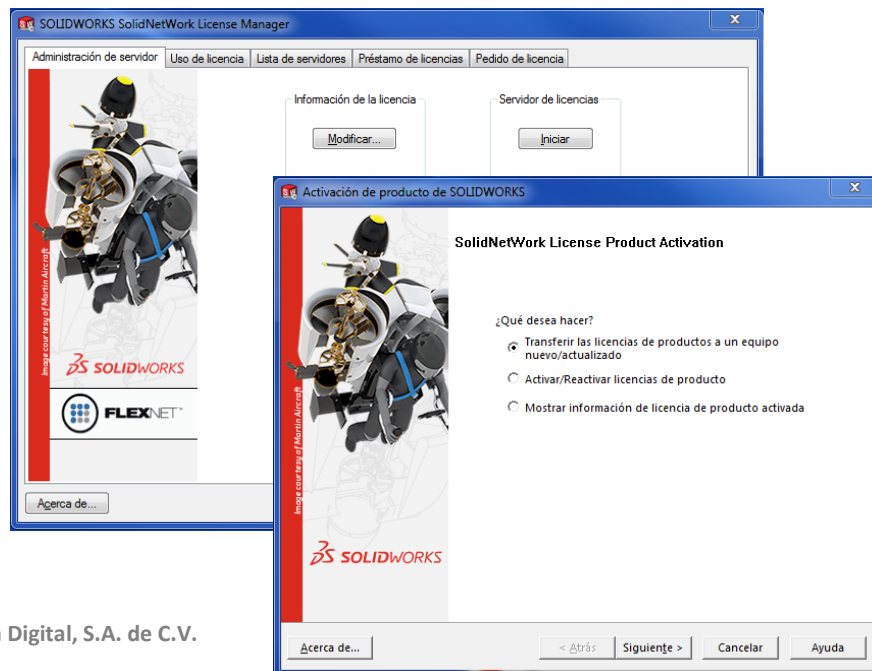 SOLIDWORKS SolidNetWork License Manager
X
Administración de servidor
Uso de licencia
Lista de servidores
Préstamo de licencias
Pedido de licencia
Información de la licencia
Modificar...
Servidor de licencias
Iniciar
Image courtesy of Martin Aircraft
3S SOLIDWORKS
FLEXNET
Acerca de...
Activación de producto de SOLIDWORKS
X
SolidNetWork License Product Activation
¿Qué desea hacer?
Transferir las licencias de productos a un equipo
nuevo/actualizado
Activar/Reactivar licencias de producto
Mostrar información de licencia de producto activada
Image courtesy of Martin Aircraft
3S SOLIDWORKS
Acerca de...
< Atrás
Siguiente >
Cancelar
Ayuda
Digital, S.A. de C.V.